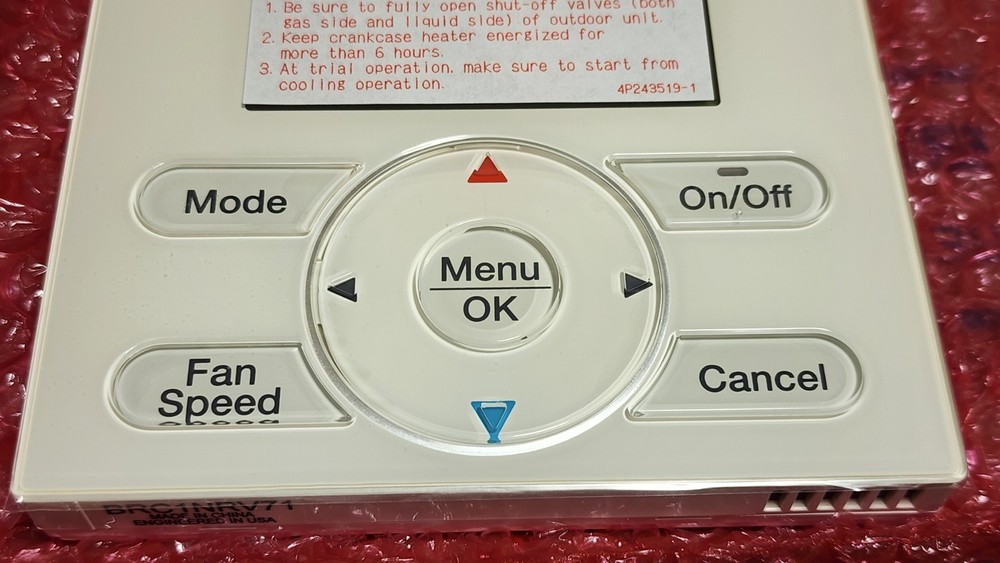 1. Be sure to fully open shut-off valves (both
gas side and liquid side) of outdoor unit.
2. Keep crankcase heater energized for
more than 6 hours.
3. At trial operation, make sure to start from
cooling operation.
4P243519-1
Mode
On/Off
Menu
OK
Fan
Speed
Cancel
BRC1NRV71
MADE IN CHINA
ENGINEERED IN USA